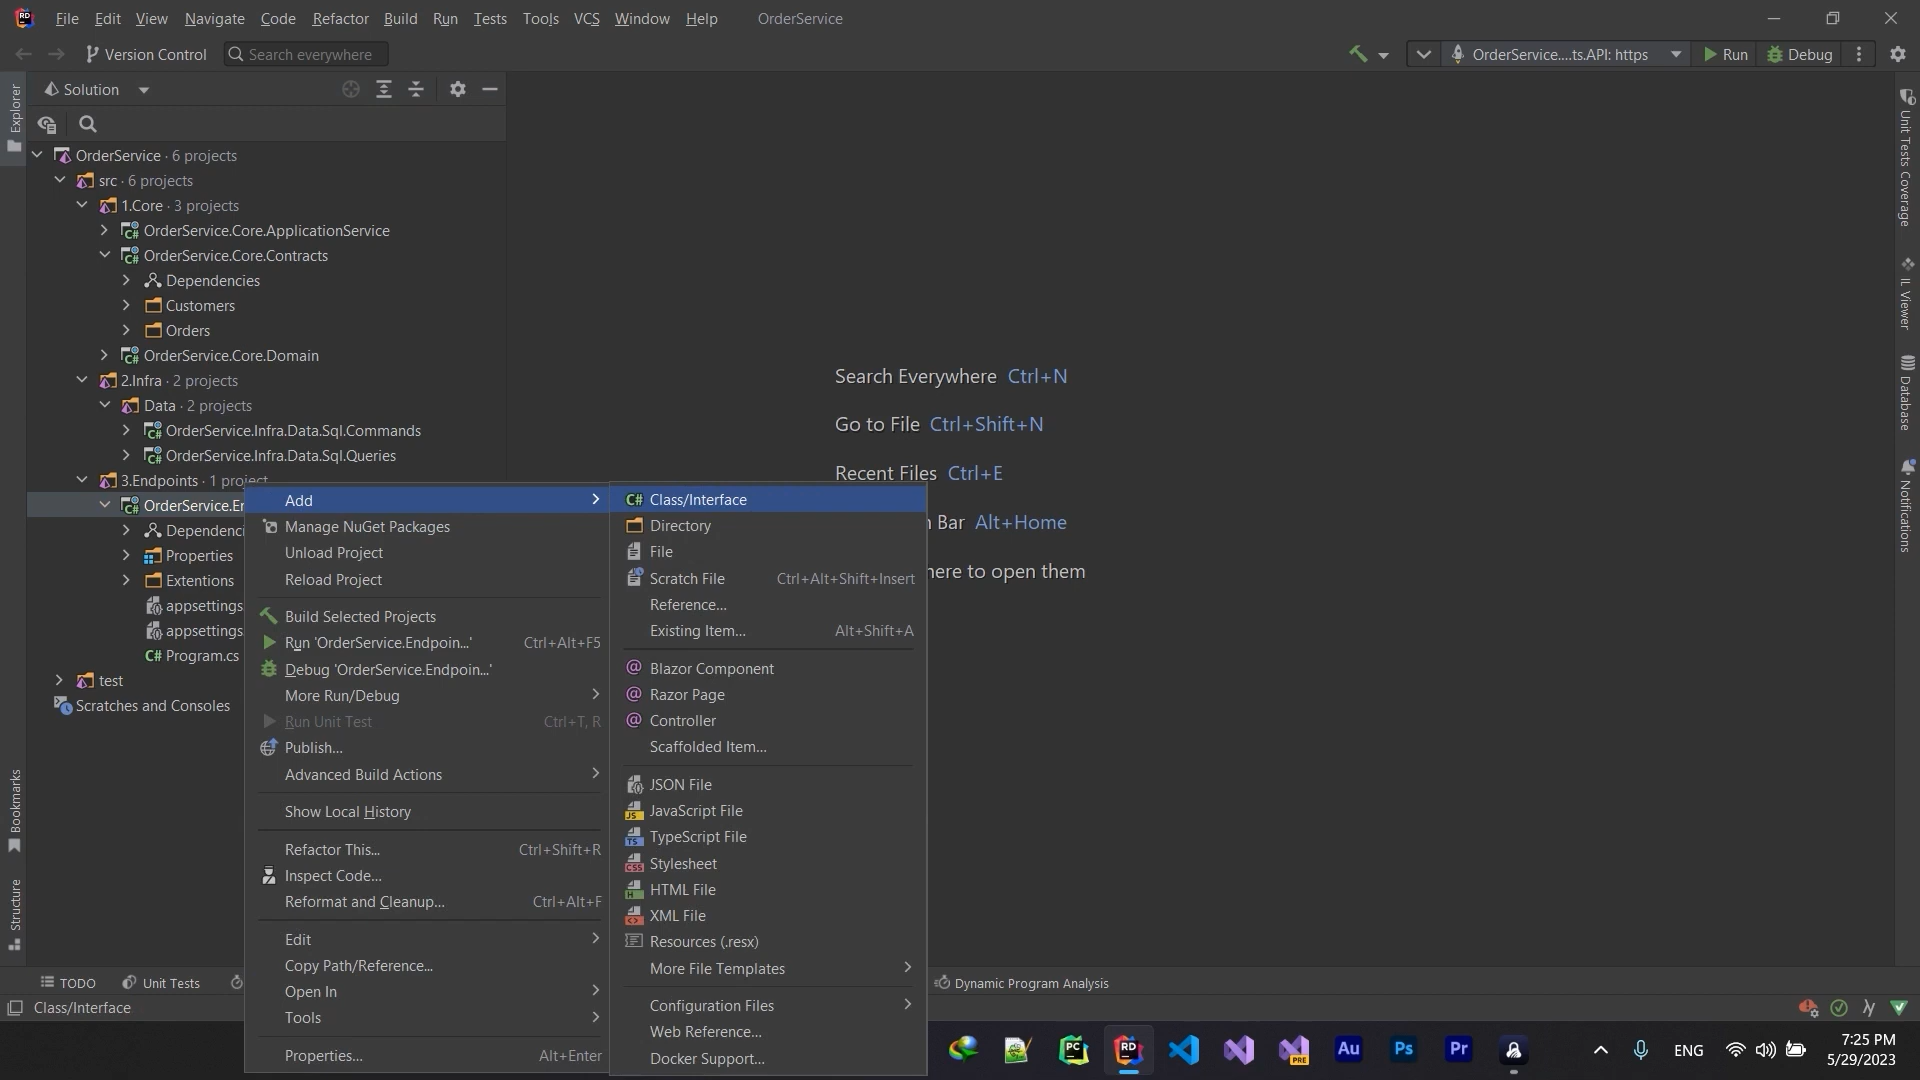 File Edit View Navigate Code Refactor Build Run Tests Tools VCS Window Help OrderService
Version Control Search everywhere OrderService....ts.API: https Run Debug
Solution
Explorer
OrderService · 6 projects
src · 6 projects
1.Core · 3 projects
OrderService.Core.ApplicationService
OrderService.Core.Contracts
Dependencies
Customers
Orders
OrderService.Core.Domain
2.Infra · 2 projects
Data · 2 projects
OrderService.Infra.Data.Sql.Commands
OrderService.Infra.Data.Sql.Queries
3.Endpoints · 1 project
OrderService.Er
Dependenci
Properties
Extentions
appsettings
appsettings
C# Program.cs
test
Scratches and Consoles
Bookmarks
Structure
Search Everywhere Ctrl+N
Go to File Ctrl+Shift+N
Recent Files Ctrl+E
Bar Alt+Home
here to open them
Add
Manage NuGet Packages
Unload Project
Reload Project
Build Selected Projects
Run 'OrderService.Endpoin...' Ctrl+Alt+F5
Debug 'OrderService.Endpoin...'
More Run/Debug
Run Unit Test Ctrl+T, R
Publish...
Advanced Build Actions
Show Local History
Refactor This... Ctrl+Shift+R
Inspect Code...
Reformat and Cleanup... Ctrl+Alt+F
Edit
Copy Path/Reference...
Open In
Tools
Properties... Alt+Enter
C# Class/Interface
Directory
File
Scratch File Ctrl+Alt+Shift+Insert
Reference...
Existing Item... Alt+Shift+A
@ Blazor Component
@ Razor Page
@ Controller
Scaffolded Item...
JSON File
JS JavaScript File
TS TypeScript File
CSS Stylesheet
H HTML File
XML File
Resources (.resx)
More File Templates
Configuration Files
Web Reference...
Docker Support...
Unit Tests Coverage
IL Viewer
Database
Notifications
TODO Unit Tests Dynamic Program Analysis
Class/Interface
PC RD PRE Au Ps Pr ENG 7:25 PM
5/29/2023